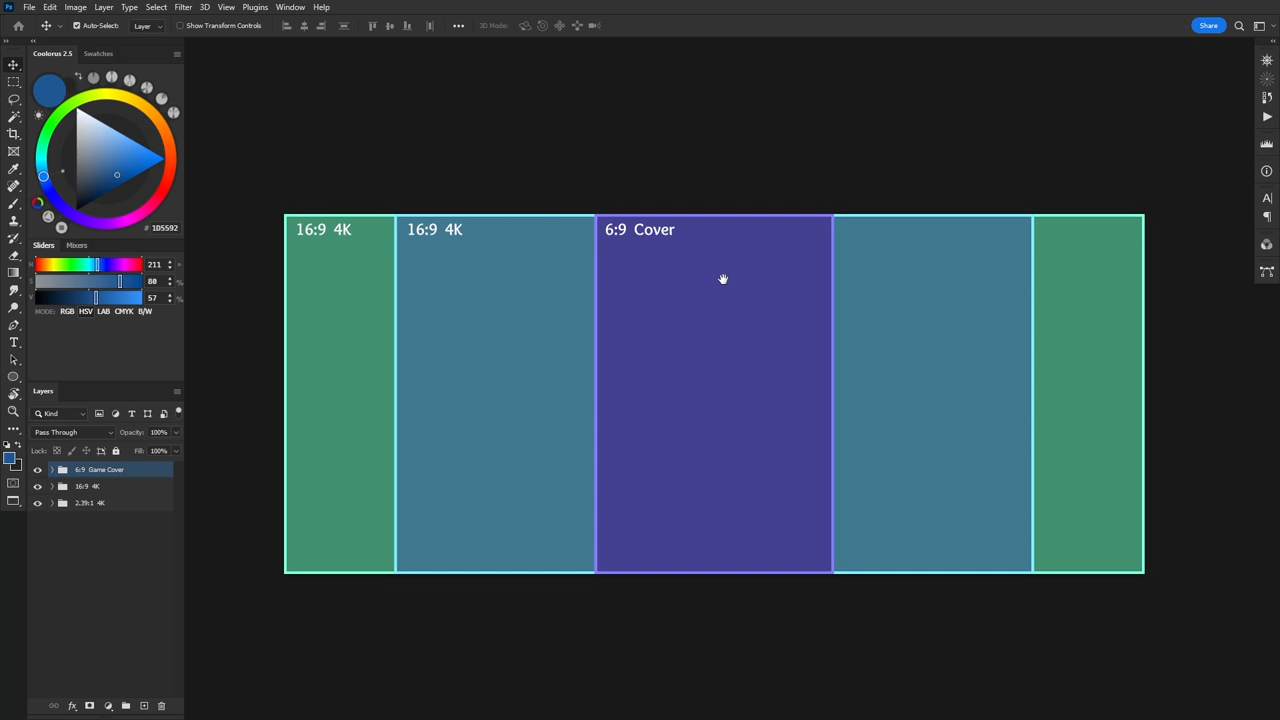 Ps File Edit Image Layer Type Select Filter 3D View Plugins Window Help
Auto-Select: Layer Show Transform Controls 3D Mode: Share
Coolorus 2.5 Swatches
# 1D5592
Sliders Mixers
H 211 °
S 80 %
V 57 %
MODE: RGB HSV LAB CMYK B/W
Layers
Kind
Pass Through Opacity: 100%
Lock: Fill: 100%
6:9 Game Cover
16:9 4K
2.39:1 4K
fx
16:9 4K
16:9 4K
6:9 Cover